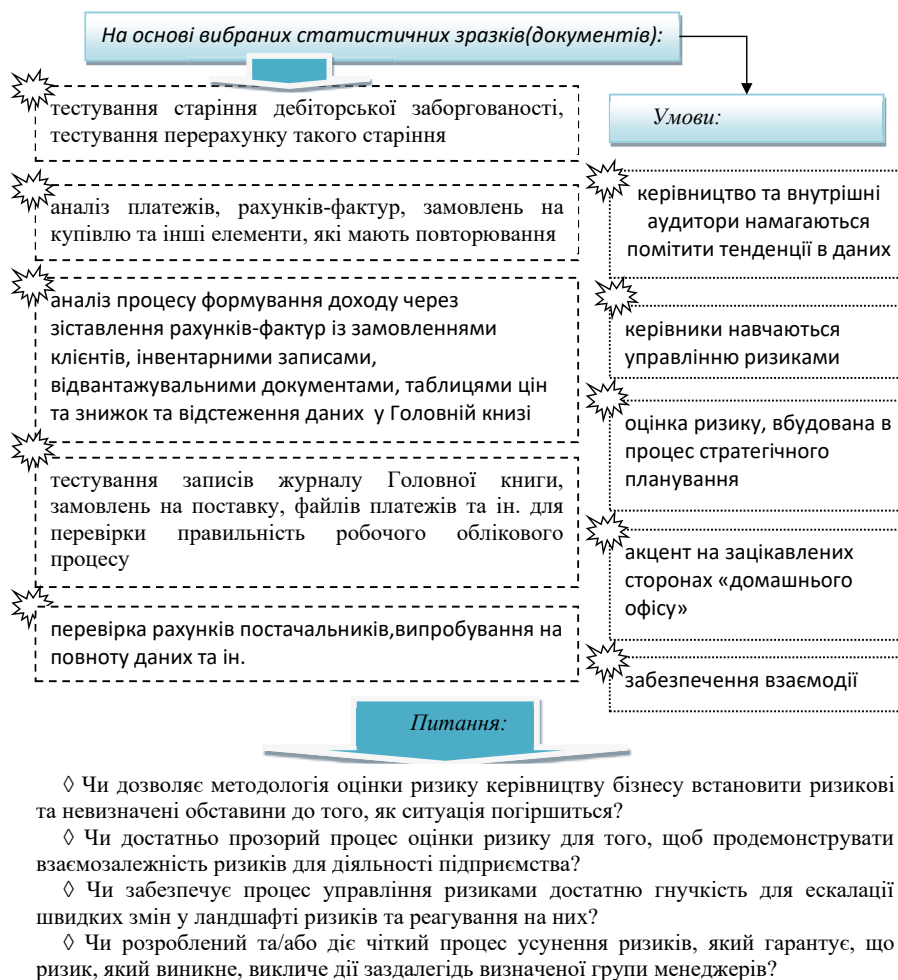 На основі вибраних статистичних зразків(документів):
тестування старіння дебіторської заборгованості,
тестування перерахунку такого старіння
аналіз платежів, рахунків-фактур, замовлень на
купівлю та інші елементи, які мають повторювання
аналіз процесу формування доходу через
зіставлення рахунків-фактур із замовленнями
клієнтів, інвентарними записами,
відвантажувальними документами, таблицями цін
та знижок та відстеження даних у Головній книзі
тестування записів журналу Головної книги,
замовлень на поставку, файлів платежів та ін. для
перевірки правильність робочого облікового
процесу
перевірка рахунків постачальників,випробування на
повноту даних та ін.
Умови:
керівництво та внутрішні
аудитори намагаються
помітити тенденції в даних
керівники навчаються
управлінню ризиками
оцінка ризику, вбудована в
процес стратегічного
планування
акцент на зацікавлених
сторонах «домашнього
офісу»
забезпечення взаємодії
Питання:
◊ Чи дозволяє методологія оцінки ризику керівництву бізнесу встановити ризикові
та невизначені обставини до того, як ситуація погіршиться?
◊ Чи достатньо прозорий процес оцінки ризику для того, щоб продемонструвати
взаємозалежність ризиків для діяльності підприємства?
◊ Чи забезпечує процес управління ризиками достатню гнучкість для ескалації
швидких змін у ландшафті ризиків та реагування на них?
◊ Чи розроблений та/або діє чіткий процес усунення ризиків, який гарантує, що
ризик, який виникне, викличе дії заздалегідь визначеної групи менеджерів?